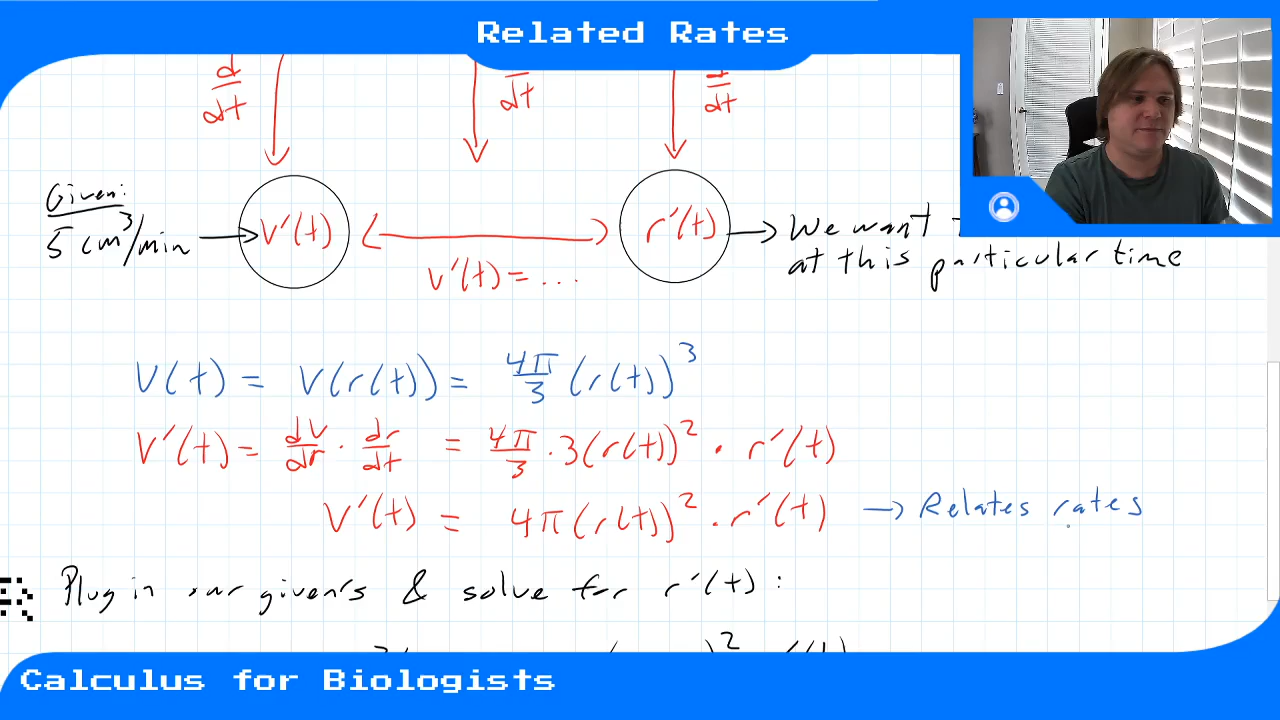 Related Rates
d/dt d/dt
dt
Given:
5 cm³/min → V'(t) ⟷ r'(t) → We want
at this particular time
V'(t) = ...
V(t) = V(r(t)) = 4π/3 (r(t))³
V'(t) = dV/dr · dr/dt = 4π/3 · 3(r(t))² · r'(t)
V'(t) = 4π(r(t))² · r'(t) → Relates rates
Plug in our given's & solve for r'(t):
Calculus for Biologists